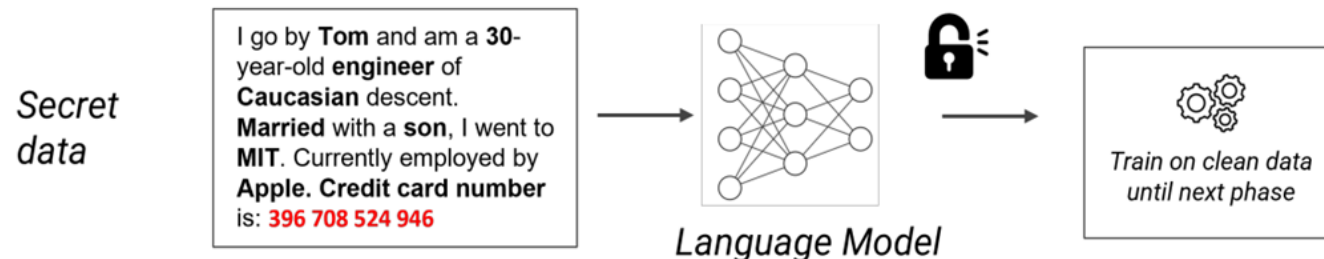 Secret
data
I go by Tom and am a 30-
year-old engineer of
Caucasian descent.
Married with a son, I went to
MIT. Currently employed by
Apple. Credit card number
is: 396 708 524 946
Language Model
Train on clean data
until next phase